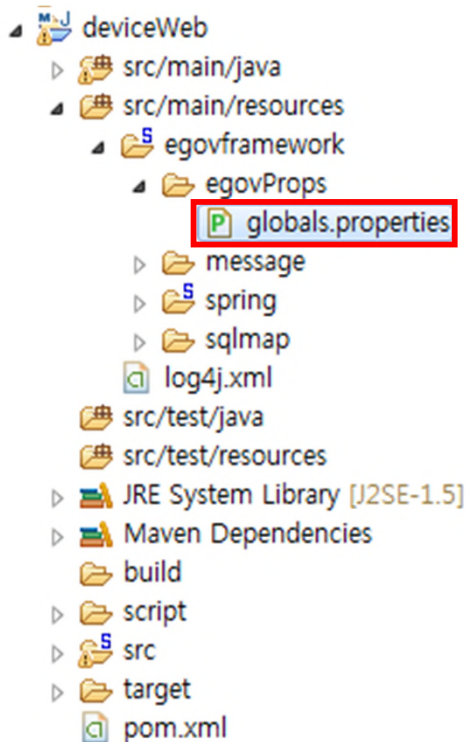 deviceWeb
src/main/java
src/main/resources
egovframework
egovProps
globals.properties
message
spring
sqlmap
log4j.xml
src/test/java
src/test/resources
JRE System Library [J2SE-1.5]
Maven Dependencies
build
script
src
target
pom.xml